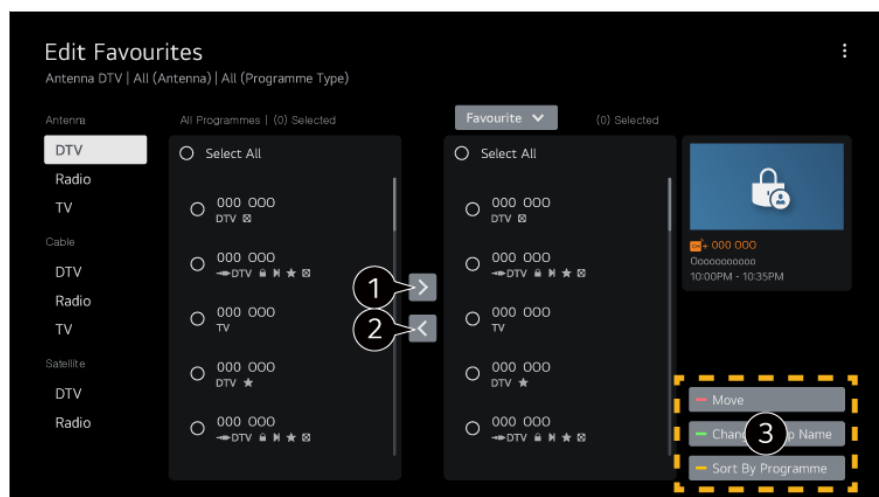 Edit Favourites
Antenna DTV | All (Antenna) | All (Programme Type)
Antenna
DTV
Radio
TV
Cable
DTV
Radio
TV
Satellite
DTV
Radio
All Programmes | (0) Selected
Select All
000 000
DTV
000 000
DTV
000 000
TV
000 000
DTV
000 000
DTV
1
2
Favourite
(0) Selected
Select All
000 000
DTV
000 000
DTV
000 000
TV
000 000
DTV
000 000
DTV
CH+ 000 000
Oooooooooo
10:00PM - 10:35PM
Move
3
Name
Sort By Programme